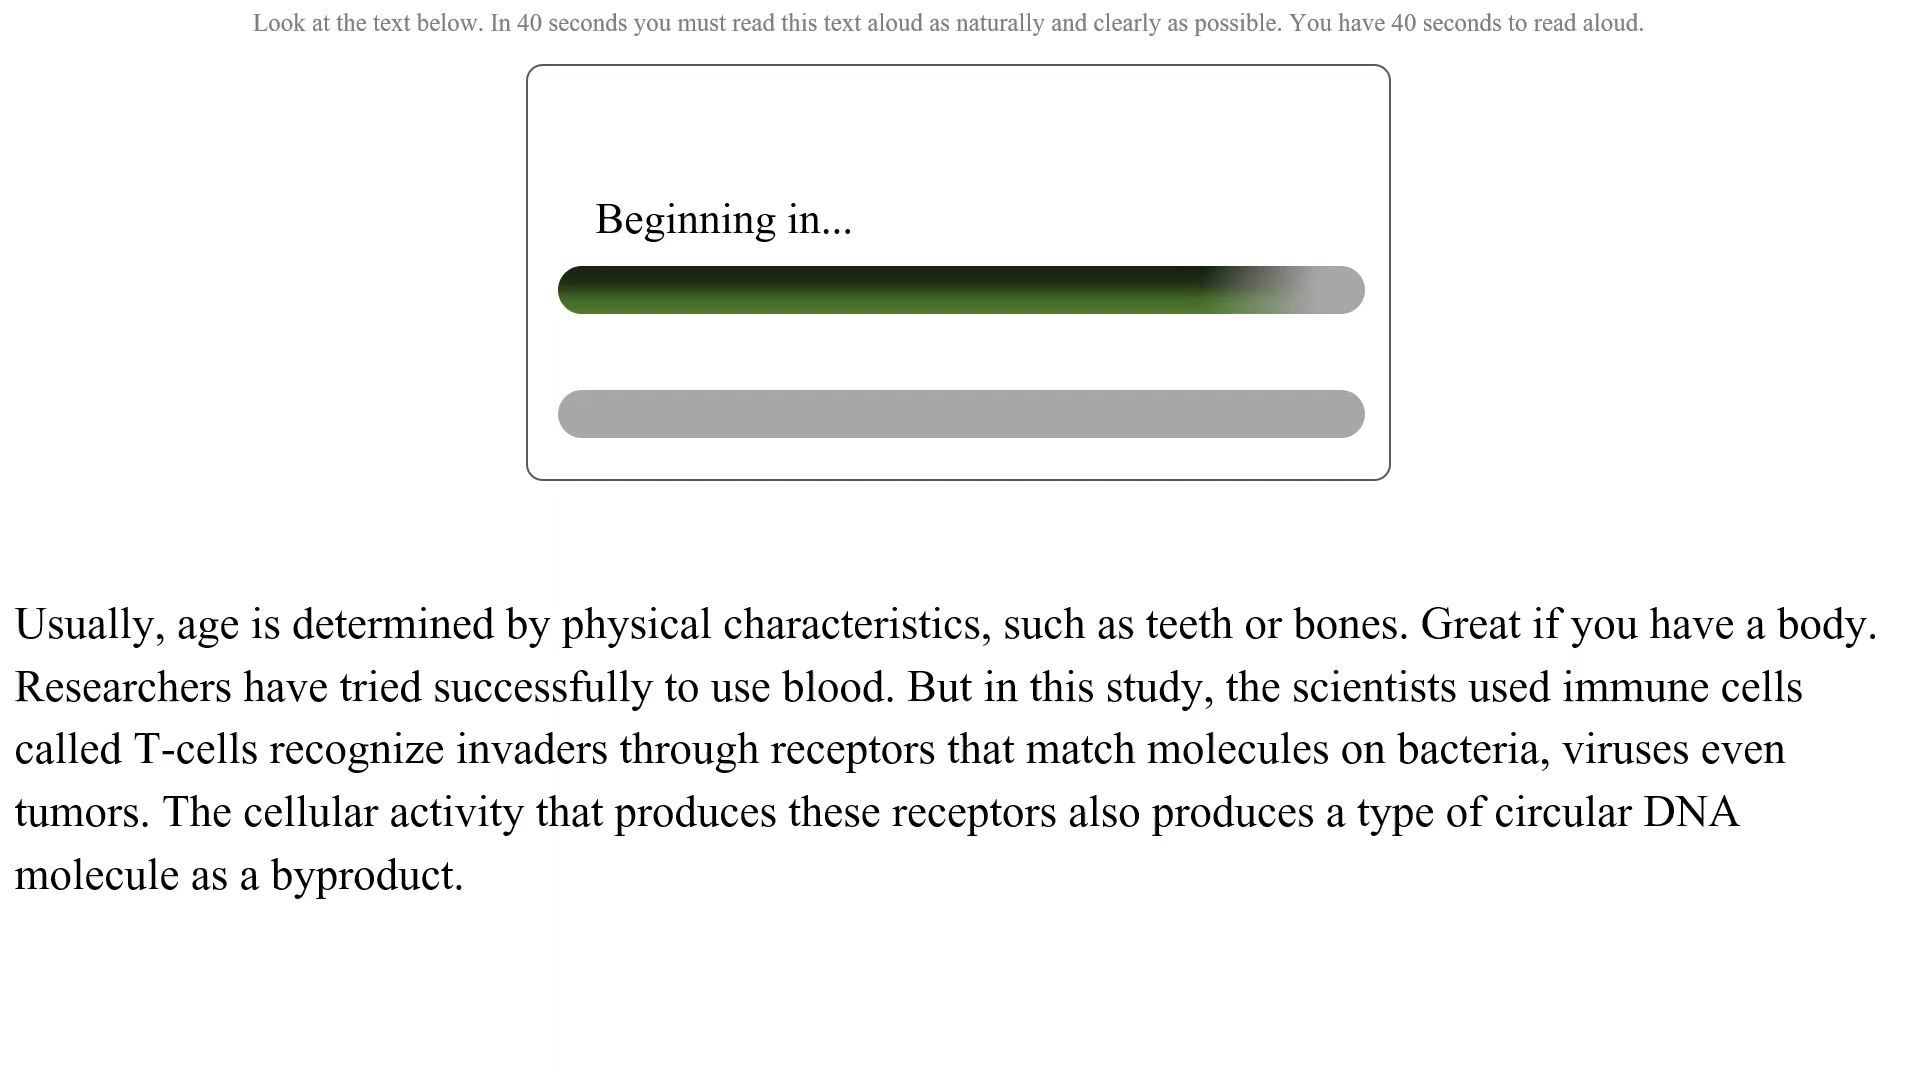 Look at the text below. In 40 seconds you must read this text aloud as naturally and clearly as possible. You have 40 seconds to read aloud.
Beginning in...
Usually, age is determined by physical characteristics, such as teeth or bones. Great if you have a body.
Researchers have tried successfully to use blood. But in this study, the scientists used immune cells
called T-cells recognize invaders through receptors that match molecules on bacteria, viruses even
tumors. The cellular activity that produces these receptors also produces a type of circular DNA
molecule as a byproduct.